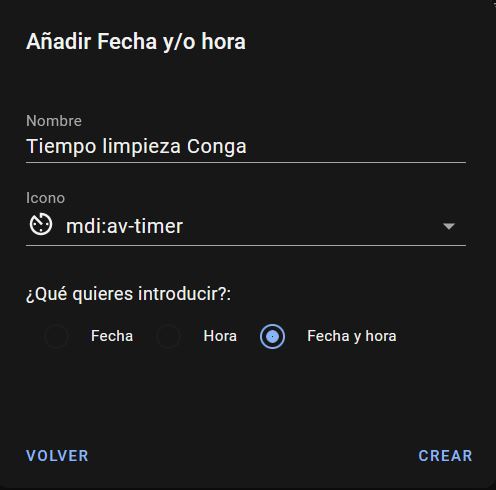 Añadir Fecha y/o hora
Nombre
Tiempo limpieza Conga
Icono
mdi:av-timer
¿Qué quieres introducir?:
Fecha Hora Fecha y hora
VOLVER CREAR